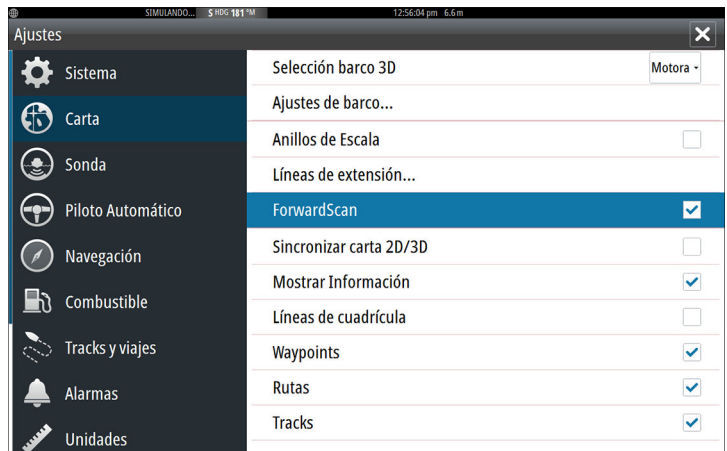 SIMULANDO... S HDG 181 °M 12:56:04 pm 6.6 m
Ajustes
Sistema
Carta
Sonda
Piloto Automático
Navegación
Combustible
Tracks y viajes
Alarmas
Unidades
Selección barco 3D Motora
Ajustes de barco...
Anillos de Escala
Líneas de extensión...
ForwardScan
Sincronizar carta 2D/3D
Mostrar Información
Líneas de cuadrícula
Waypoints
Rutas
Tracks